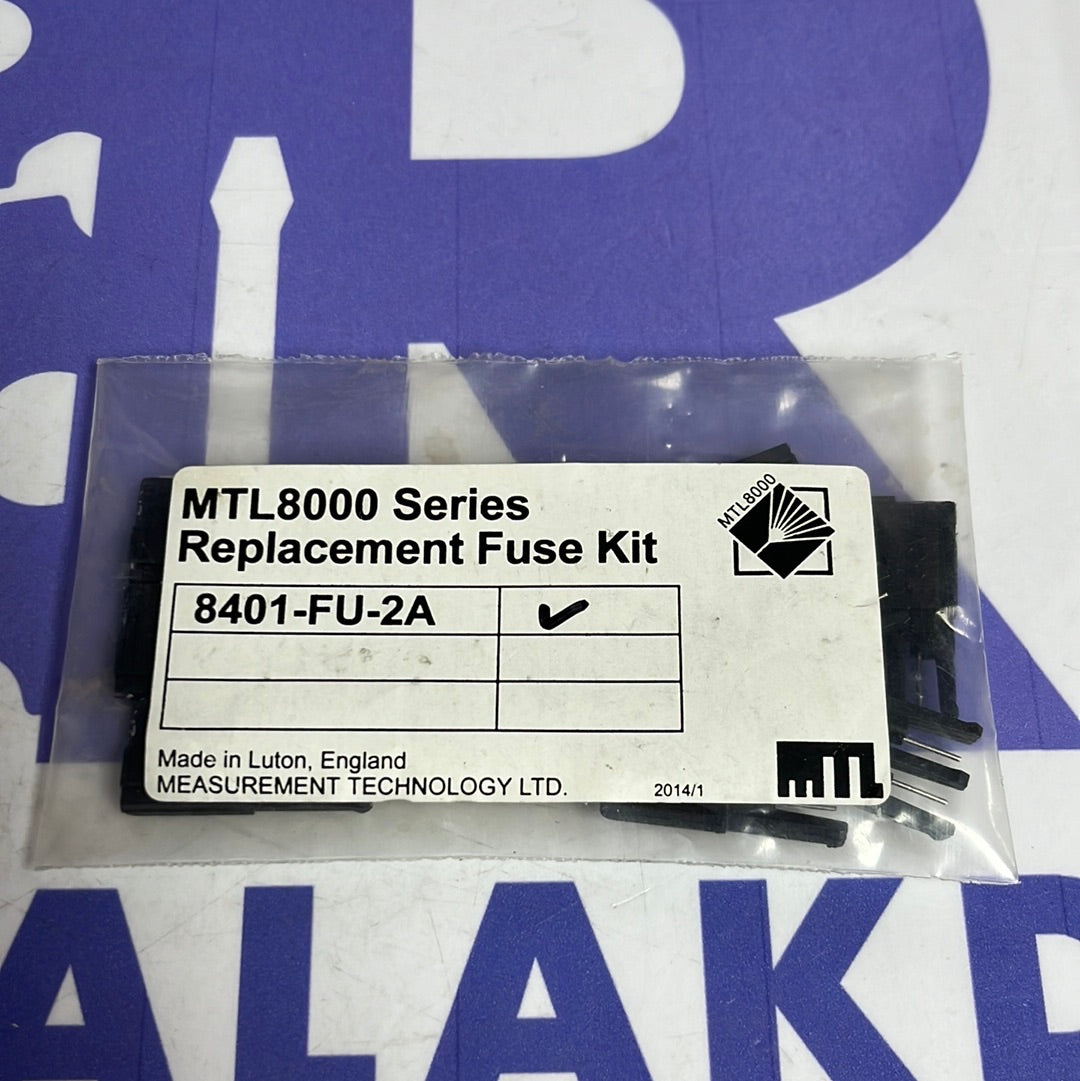 MTL8000 Series
Replacement Fuse Kit
MTL8000
8401-FU-2A
Made in Luton, England
MEASUREMENT TECHNOLOGY LTD.
2014/1
MTL